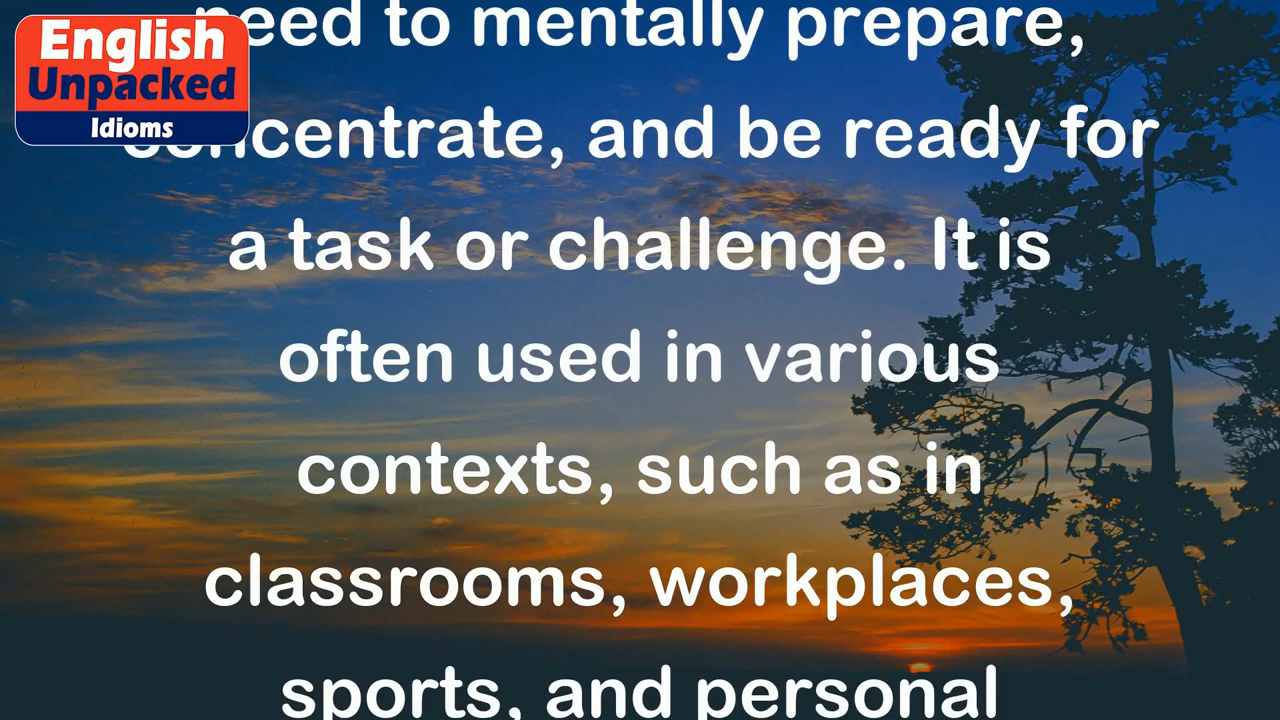 English
Unpacked
Idioms
need to mentally prepare,
concentrate, and be ready for
a task or challenge. It is
often used in various
contexts, such as in
classrooms, workplaces,
sports, and personal